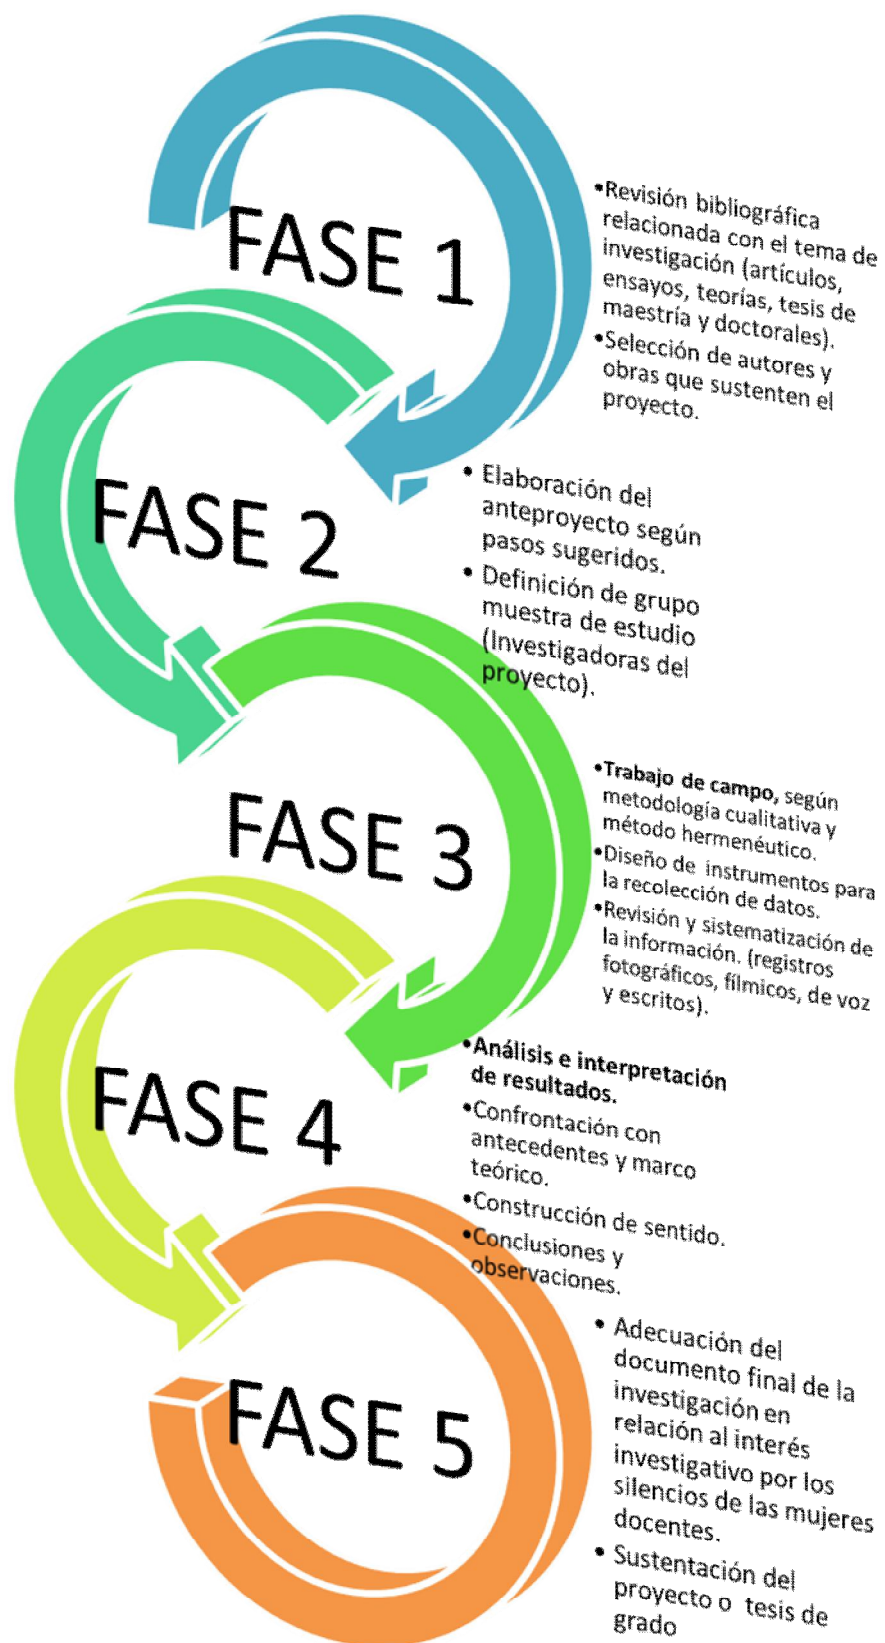 FASE 1
•Revisión bibliográfica
relacionada con el tema de
investigación (artículos,
ensayos, teorías, tesis de
maestría y doctorales).
•Selección de autores y
obras que sustenten el
proyecto.
FASE 2
• Elaboración del
anteproyecto según
pasos sugeridos.
• Definición de grupo
muestra de estudio
(Investigadoras del
proyecto).
FASE 3
•Trabajo de campo, según
metodología cualitativa y
método hermenéutico.
•Diseño de instrumentos para
la recolección de datos.
•Revisión y sistematización de
la información. (registros
fotográficos, fílmicos, de voz
y escritos).
FASE 4
•Análisis e interpretación
de resultados.
•Confrontación con
antecedentes y marco
teórico.
•Construcción de sentido.
•Conclusiones y
observaciones.
FASE 5
• Adecuación del
documento final de la
investigación en
relación al interés
investigativo por los
silencios de las mujeres
docentes.
• Sustentación del
proyecto o tesis de
grado